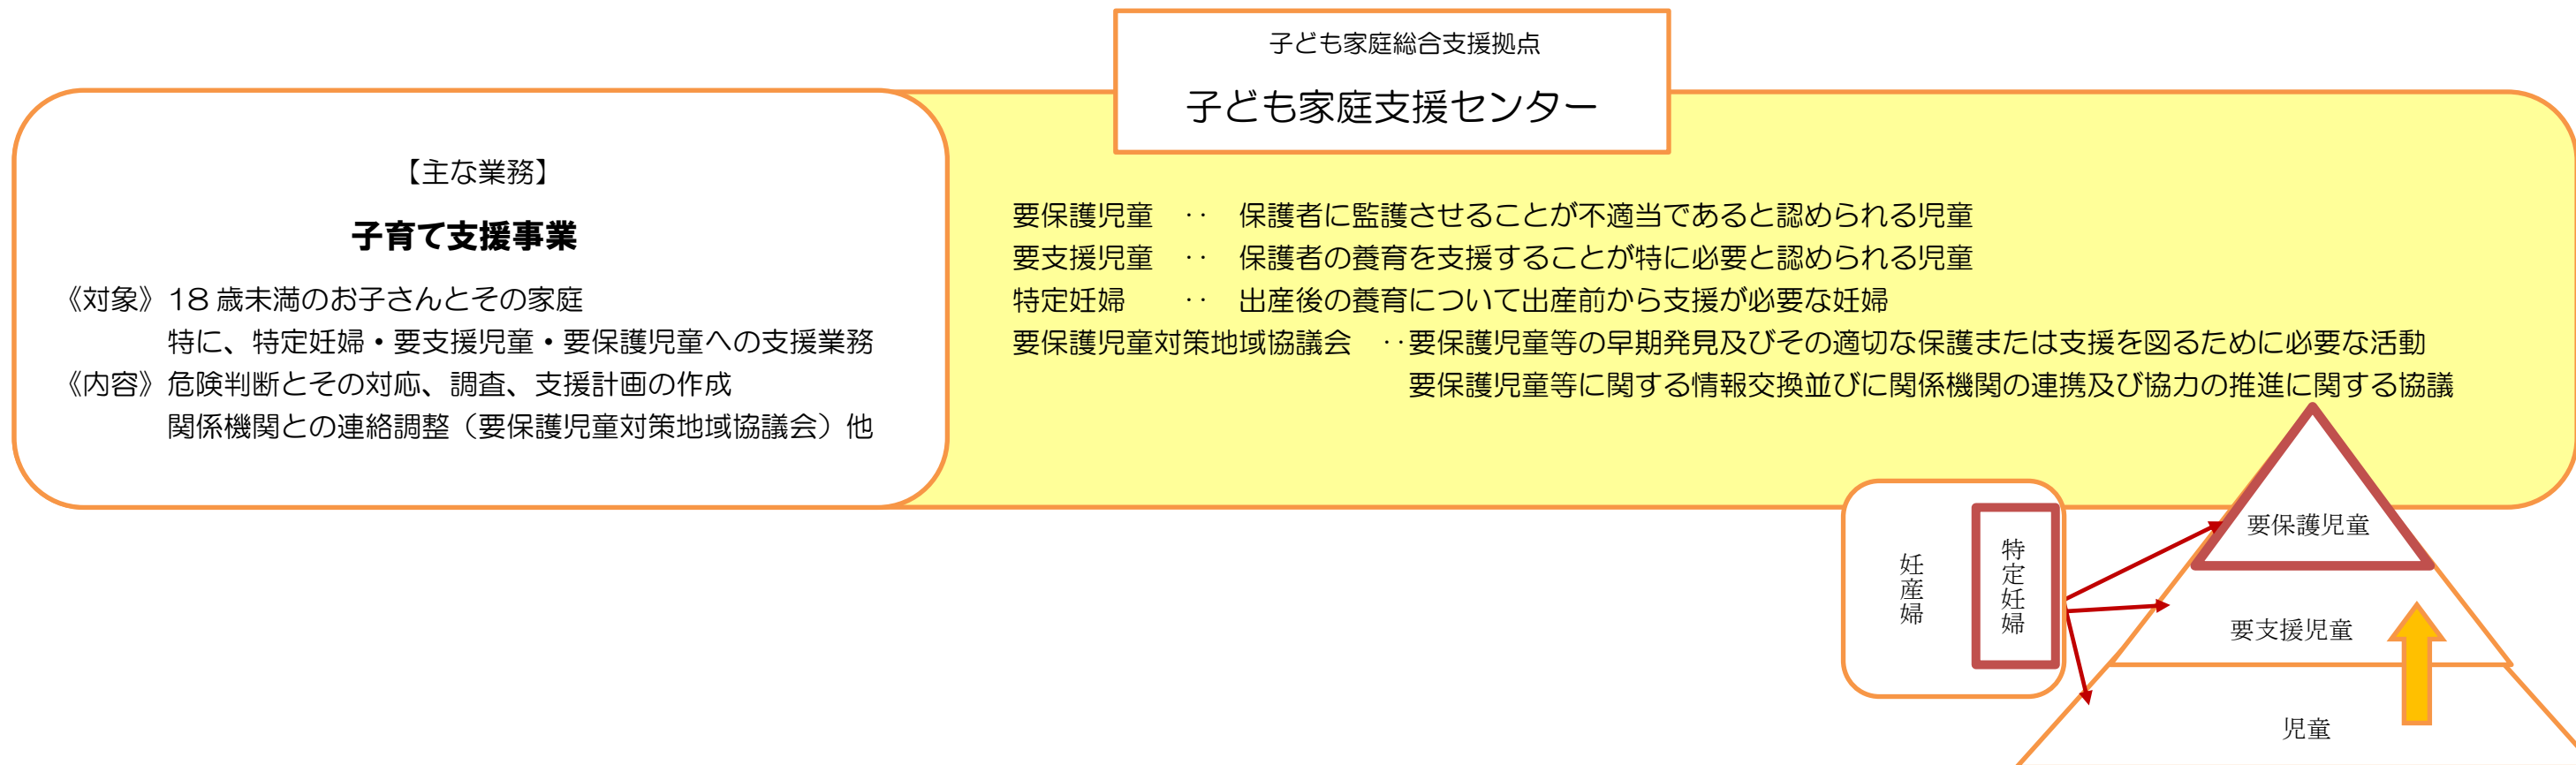 子ども家庭総合支援拠点
子ども家庭支援センター
【主な業務】
子育て支援事業
《対象》18歳未満のお子さんとその家庭
特に、特定妊婦・要支援児童・要保護児童への支援業務
《内容》危険判断とその対応、調査、支援計画の作成
関係機関との連絡調整（要保護児童対策地域協議会）他
要保護児童　‥　保護者に監護させることが不適当であると認められる児童
要支援児童　‥　保護者の養育を支援することが特に必要と認められる児童
特定妊婦　　‥　出産後の養育について出産前から支援が必要な妊婦
要保護児童対策地域協議会　‥要保護児童等の早期発見及びその適切な保護または支援を図るために必要な活動
要保護児童等に関する情報交換並びに関係機関の連携及び協力の推進に関する協議
妊産婦
特定妊婦
要保護児童
要支援児童
児童